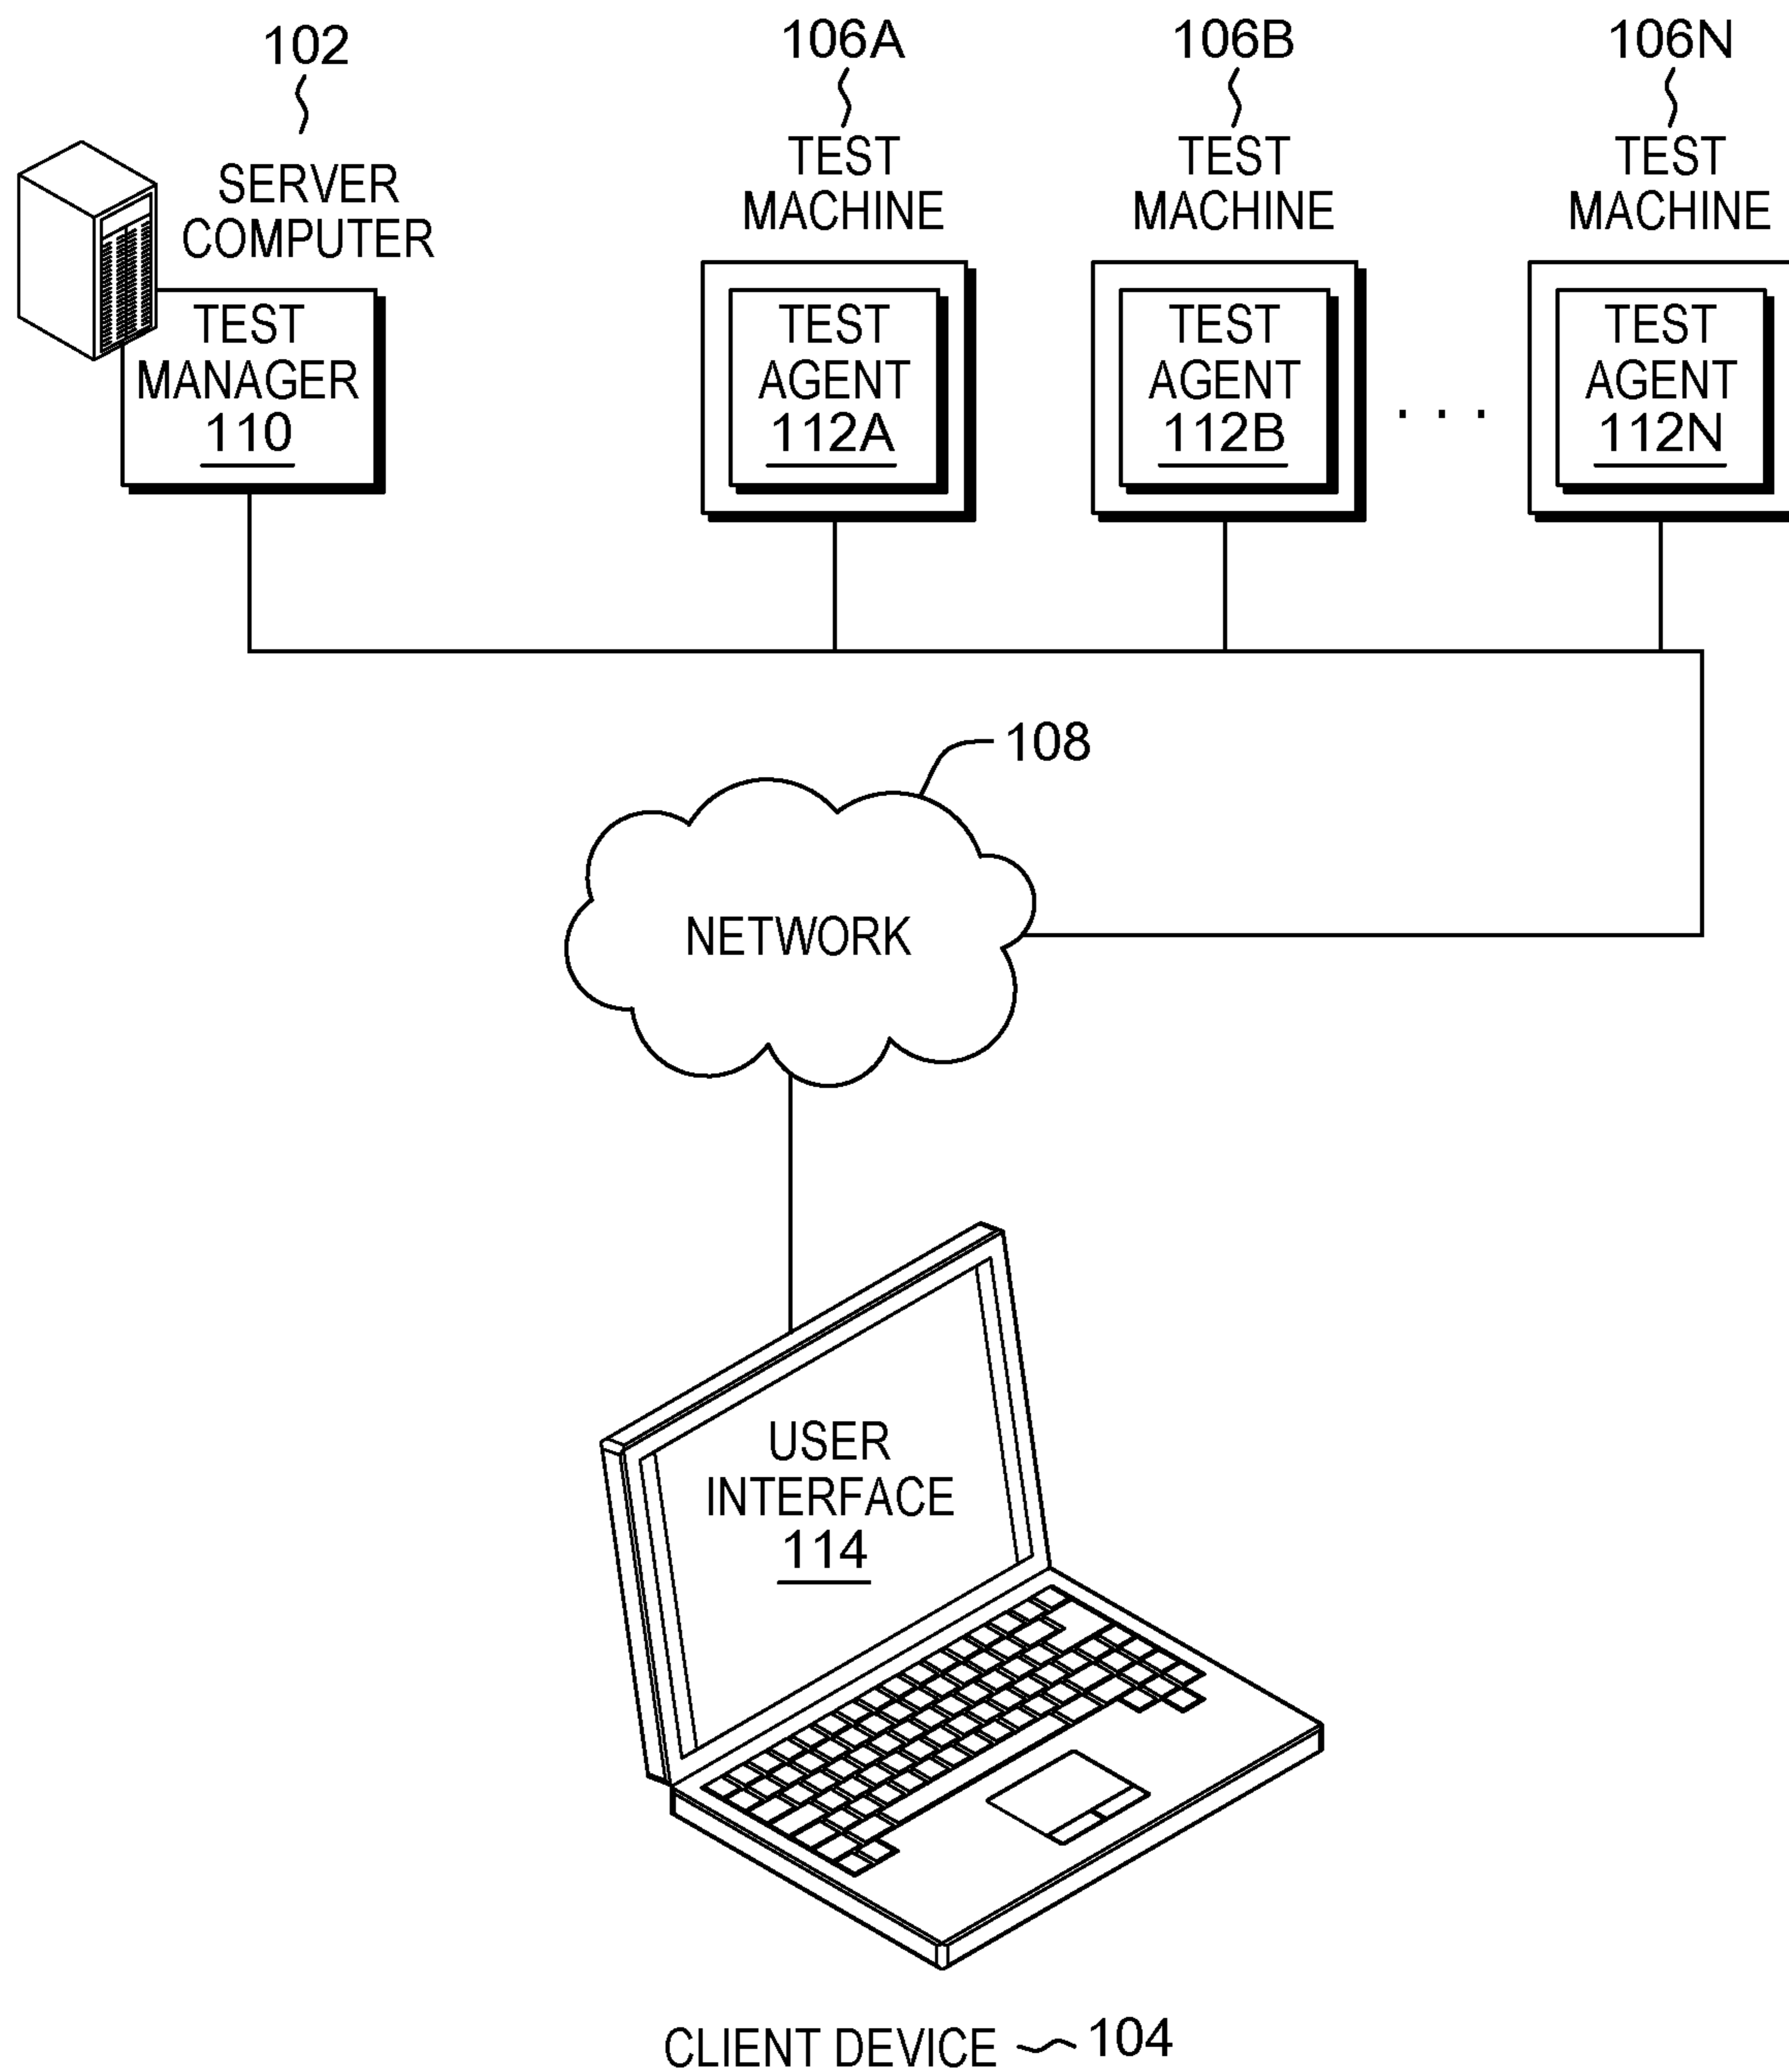 102
106A
106B
106N
SERVER
COMPUTER
TEST
MACHINE
TEST
MACHINE
TEST
MACHINE
TEST
MANAGER
110
TEST
AGENT
112A
TEST
AGENT
112B
. . .
TEST
AGENT
112N
108
NETWORK
USER
INTERFACE
114
CLIENT DEVICE
104